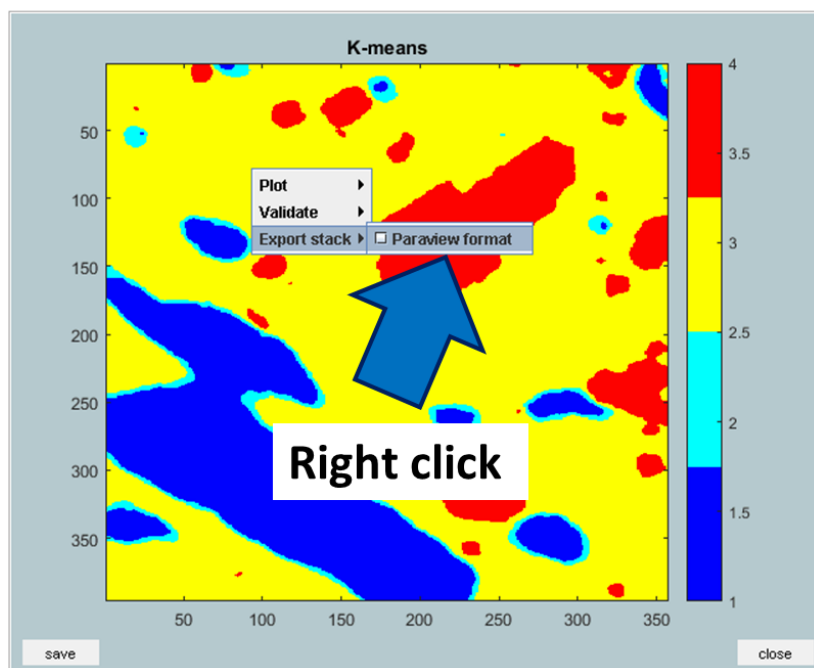 K-means
50
100
150
200
250
300
350
50
100
150
200
250
300
350
4
3.5
3
2.5
2
1.5
1
Plot
Validate
Export stack
Paraview format
Right click
save
close